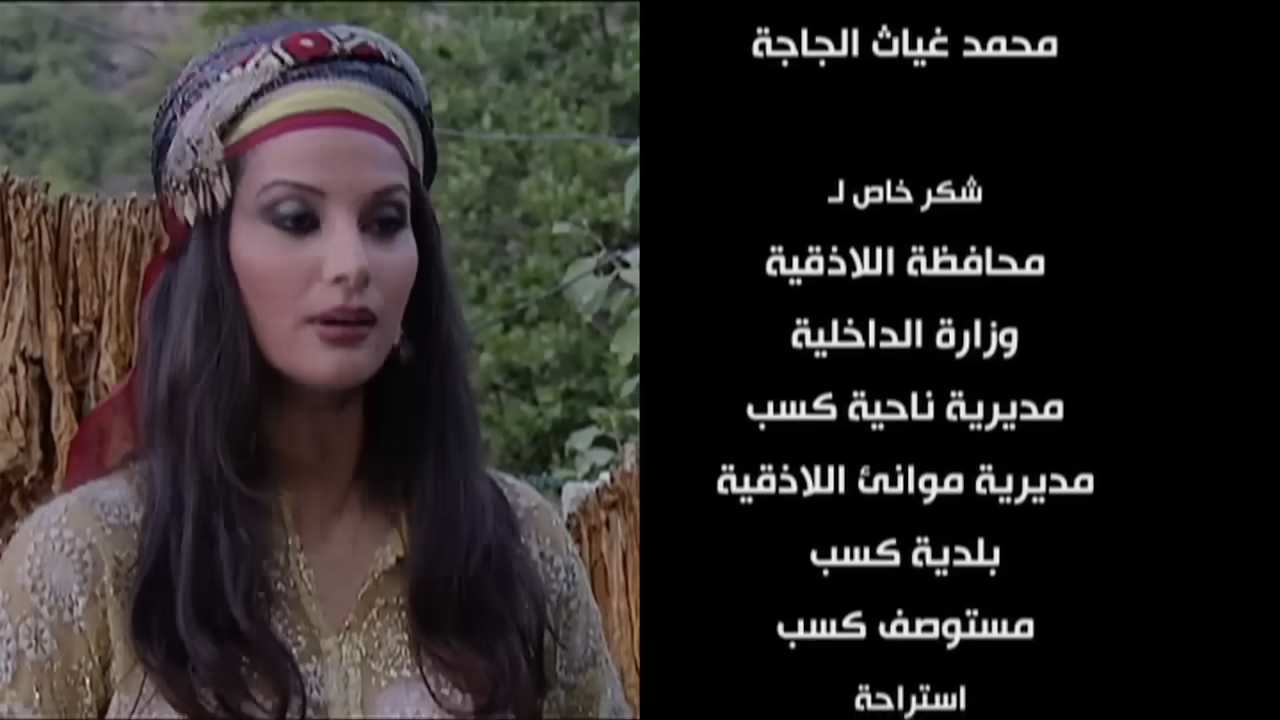 محمد غياث الجاجة
شكر خاص لـ
محافظة اللاذقية
وزارة الداخلية
مديرية ناحية كسب
مديرية موانئ اللاذقية
بلدية كسب
مستوصف كسب
استراحة